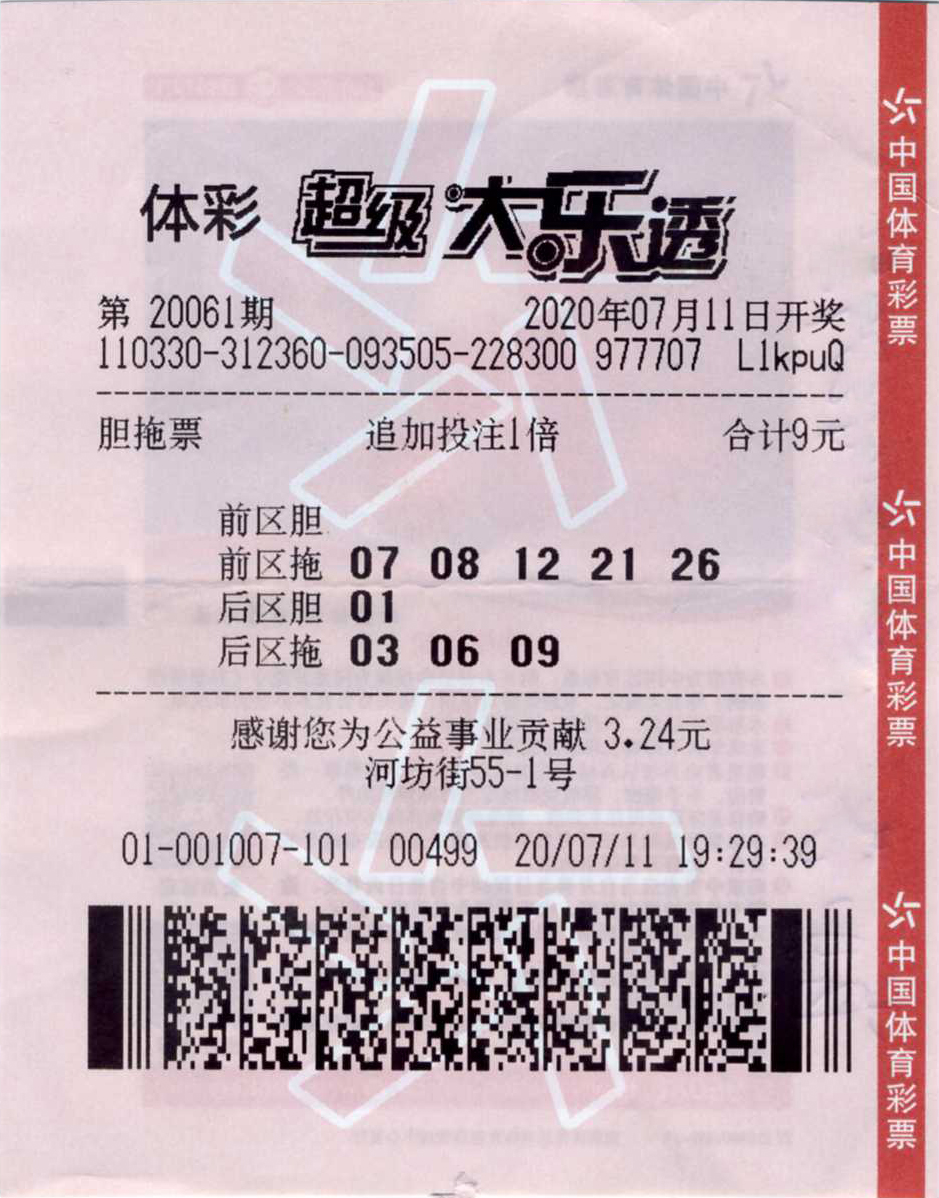 体彩 超级大乐透
第 20061期 2020年07月11日开奖
110330-312360-093505-228300 977707 L1kpuQ
胆拖票 追加投注1倍 合计9元
前区胆
前区拖 07 08 12 21 26
后区胆 01
后区拖 03 06 09
感谢您为公益事业贡献 3.24元
河坊街55-1号
01-001007-101 00499 20/07/11 19:29:39
中国体育彩票
中国体育彩票
中国体育彩票